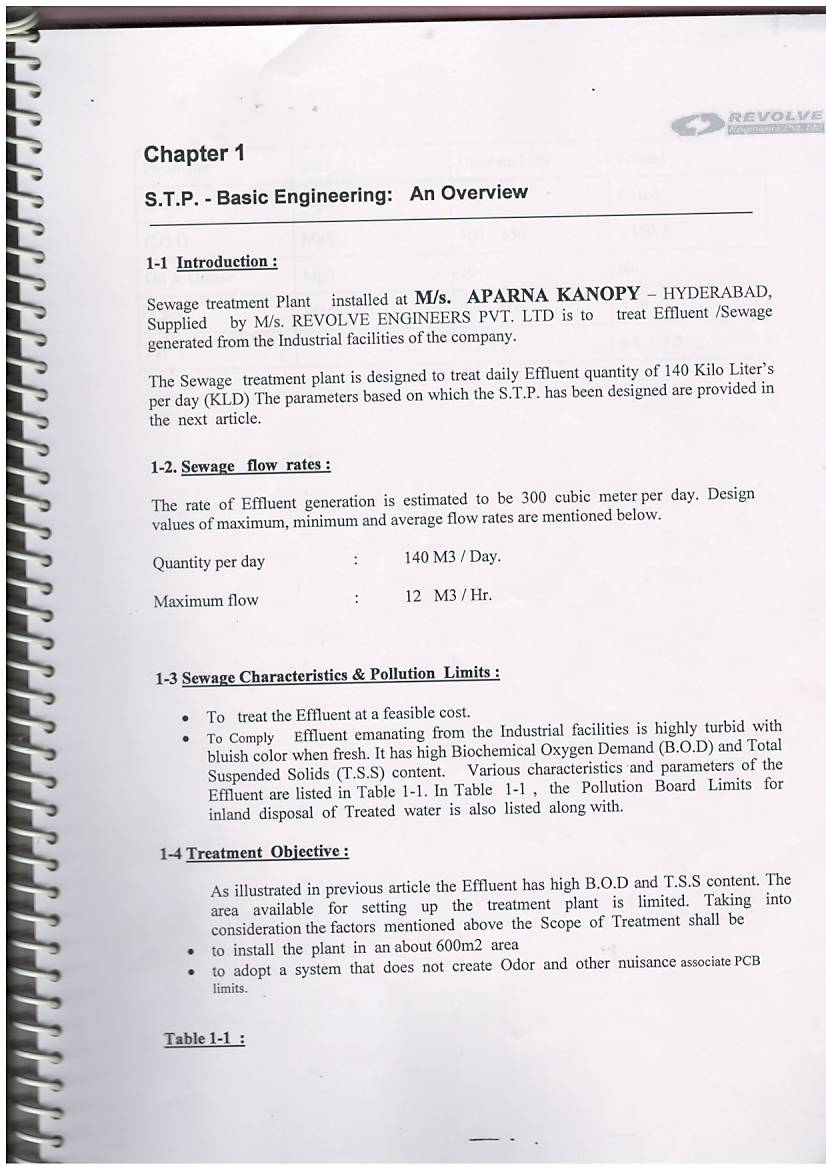 REVOLVE
Engineers Pvt. Ltd
Chapter 1
S.T.P. - Basic Engineering: An Overview
1-1 Introduction :
Sewage treatment Plant installed at M/s. APARNA KANOPY – HYDERABAD,
Supplied by M/s. REVOLVE ENGINEERS PVT. LTD is to treat Effluent /Sewage
generated from the Industrial facilities of the company.
The Sewage treatment plant is designed to treat daily Effluent quantity of 140 Kilo Liter's
per day (KLD) The parameters based on which the S.T.P. has been designed are provided in
the next article.
1-2. Sewage flow rates :
The rate of Effluent generation is estimated to be 300 cubic meter per day. Design
values of maximum, minimum and average flow rates are mentioned below.
Quantity per day : 140 M3 / Day.
Maximum flow : 12 M3 / Hr.
1-3 Sewage Characteristics & Pollution Limits :
• To treat the Effluent at a feasible cost.
• To Comply Effluent emanating from the Industrial facilities is highly turbid with
bluish color when fresh. It has high Biochemical Oxygen Demand (B.O.D) and Total
Suspended Solids (T.S.S) content. Various characteristics and parameters of the
Effluent are listed in Table 1-1. In Table 1-1 , the Pollution Board Limits for
inland disposal of Treated water is also listed along with.
1-4 Treatment Objective :
As illustrated in previous article the Effluent has high B.O.D and T.S.S content. The
area available for setting up the treatment plant is limited. Taking into
consideration the factors mentioned above the Scope of Treatment shall be
• to install the plant in an about 600m2 area
• to adopt a system that does not create Odor and other nuisance associate PCB
limits.
Table 1-1 :